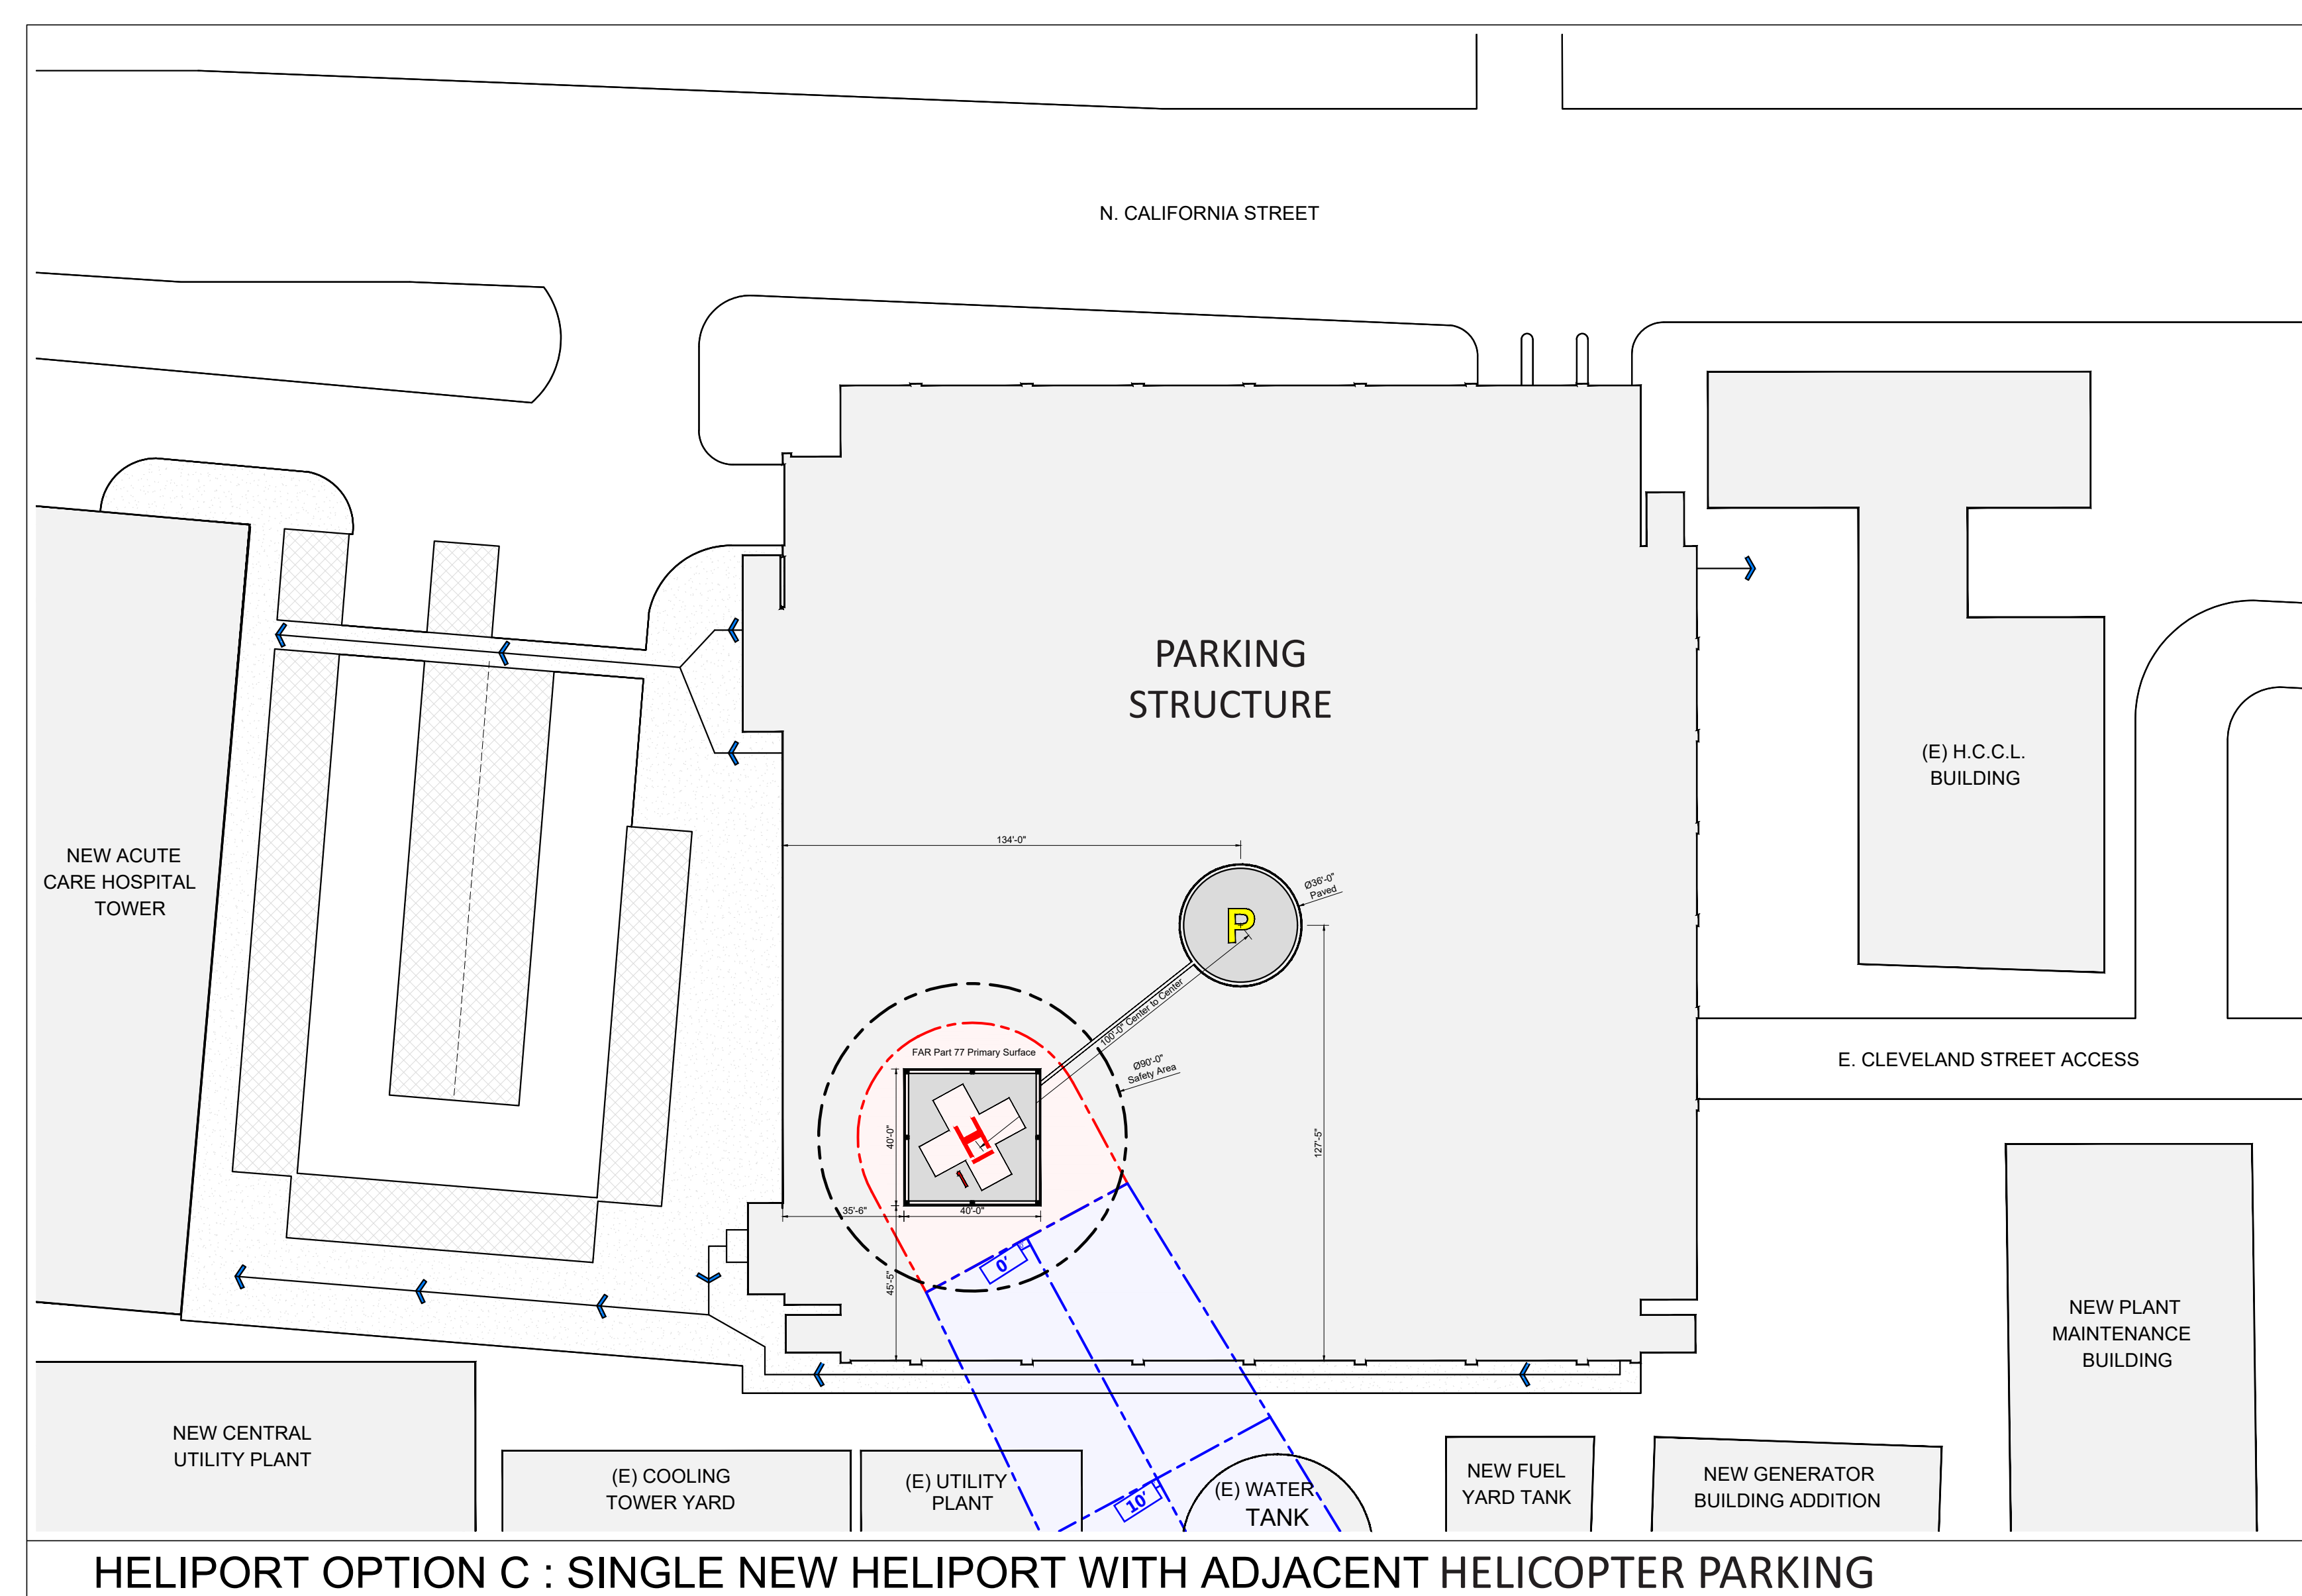 N. CALIFORNIA STREET
PARKING
STRUCTURE
(E) H.C.C.L.
BUILDING
NEW ACUTE
CARE HOSPITAL
TOWER
134'-0"
Ø36'-0"
Paved
P
100'-0" Center to Center
Ø90'-0"
Safety Area
FAR Part 77 Primary Surface
E. CLEVELAND STREET ACCESS
40'-0"
H
127'-5"
35'-6"
40'-0"
0'
45'-5"
NEW PLANT
MAINTENANCE
BUILDING
NEW CENTRAL
UTILITY PLANT
(E) COOLING
TOWER YARD
(E) UTILITY
PLANT
10'
(E) WATER
TANK
NEW FUEL
YARD TANK
NEW GENERATOR
BUILDING ADDITION
HELIPORT OPTION C : SINGLE NEW HELIPORT WITH ADJACENT HELICOPTER PARKING